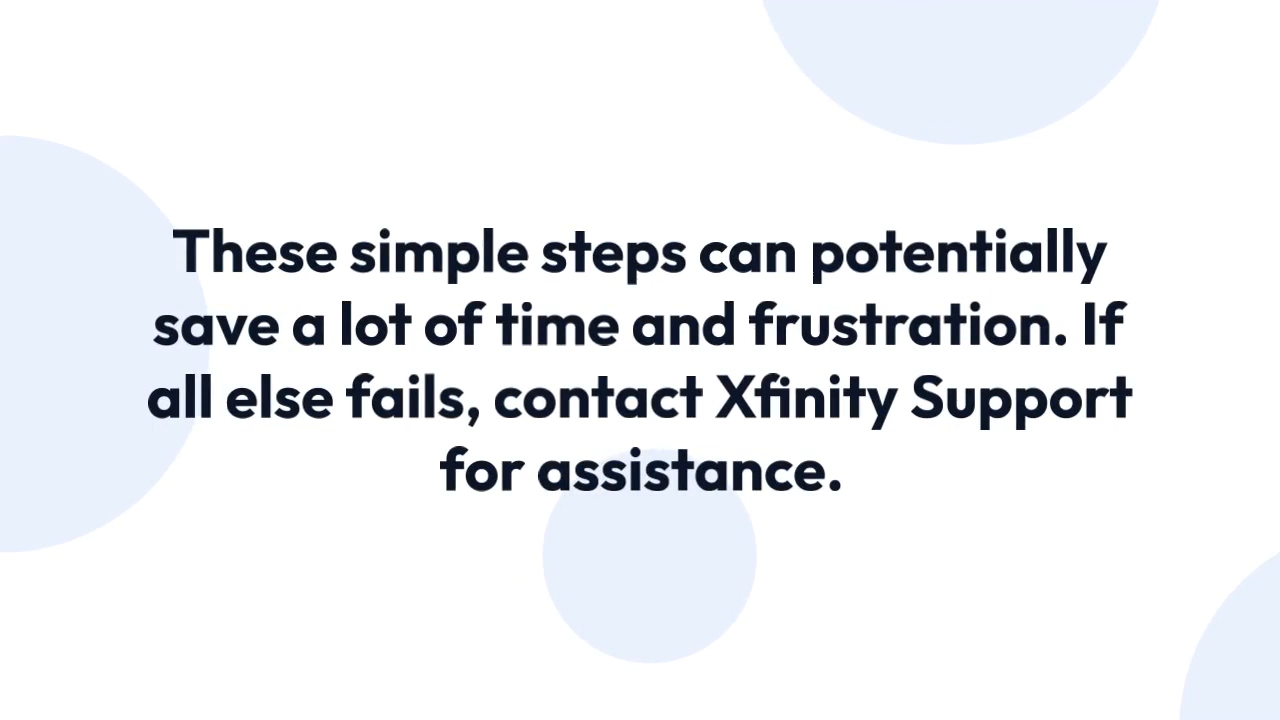 These simple steps can potentially
save a lot of time and frustration. If
all else fails, contact Xfinity Support
for assistance.